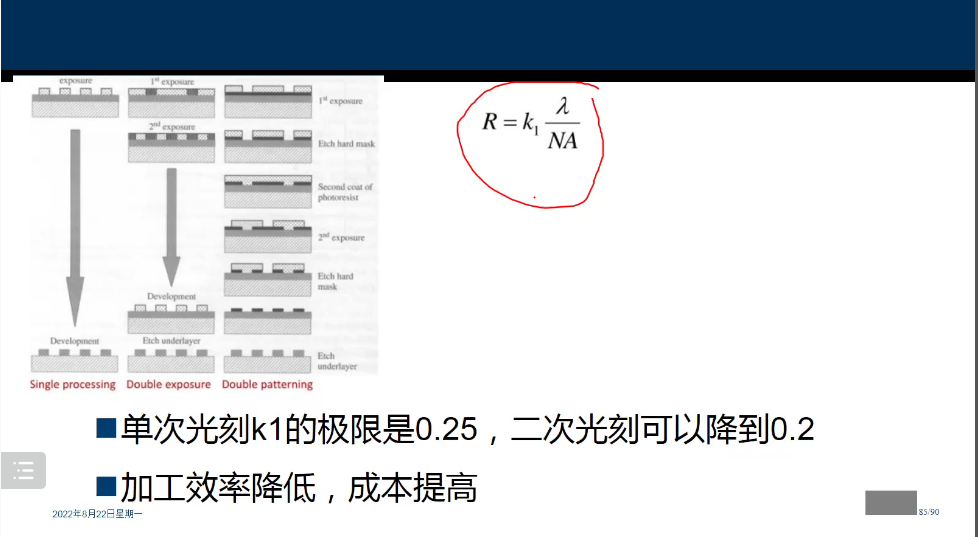 exposure
1st exposure
2nd exposure
Development
Development
Etch underlayer
1st exposure
Etch hard mask
Second coat of
photoresist
2nd exposure
Etch hard
mask
Etch
underlayer
Single processing
Double exposure
Double patterning
R = k₁ λ/NA
■单次光刻k1的极限是0.25，二次光刻可以降到0.2
■加工效率降低，成本提高
2022年8月22日星期一
85/90